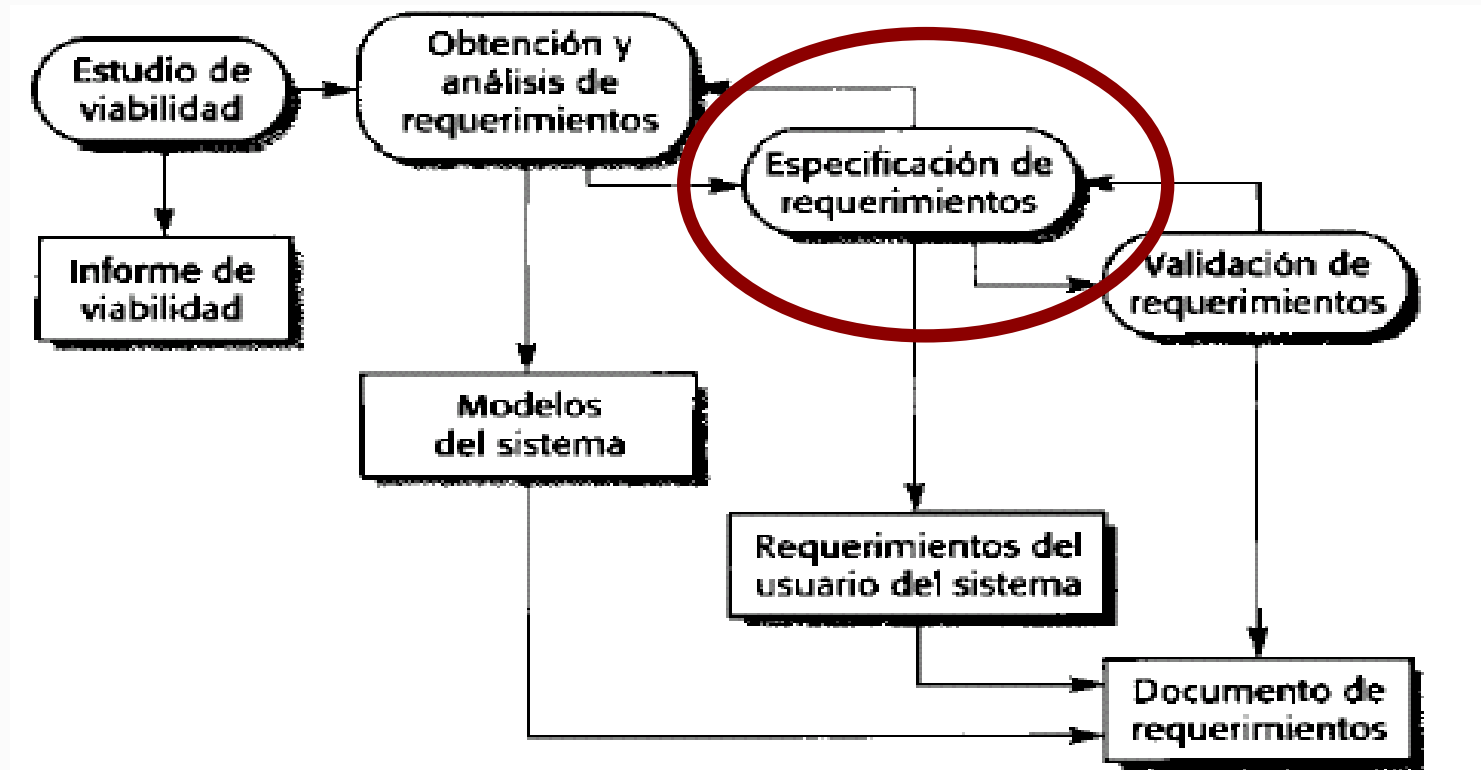 Estudio de
viabilidad
Obtención y
análisis de
requerimientos
Especificación de
requerimientos
Informe de
viabilidad
Validación de
requerimientos
Modelos
del sistema
Requerimientos del
usuario del sistema
Documento de
requerimientos